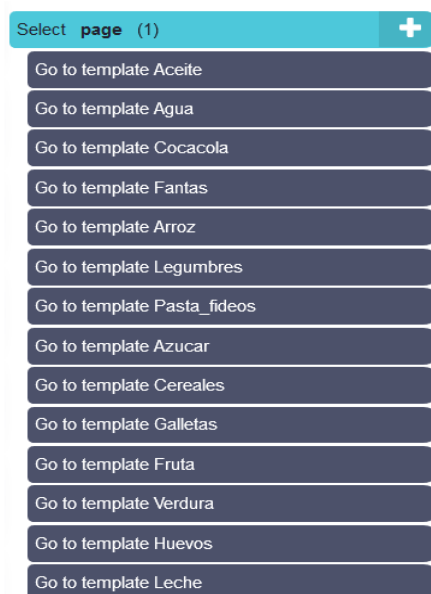 Select page (1)
Go to template Aceite
Go to template Agua
Go to template Cocacola
Go to template Fantas
Go to template Arroz
Go to template Legumbres
Go to template Pasta_fideos
Go to template Azucar
Go to template Cereales
Go to template Galletas
Go to template Fruta
Go to template Verdura
Go to template Huevos
Go to template Leche